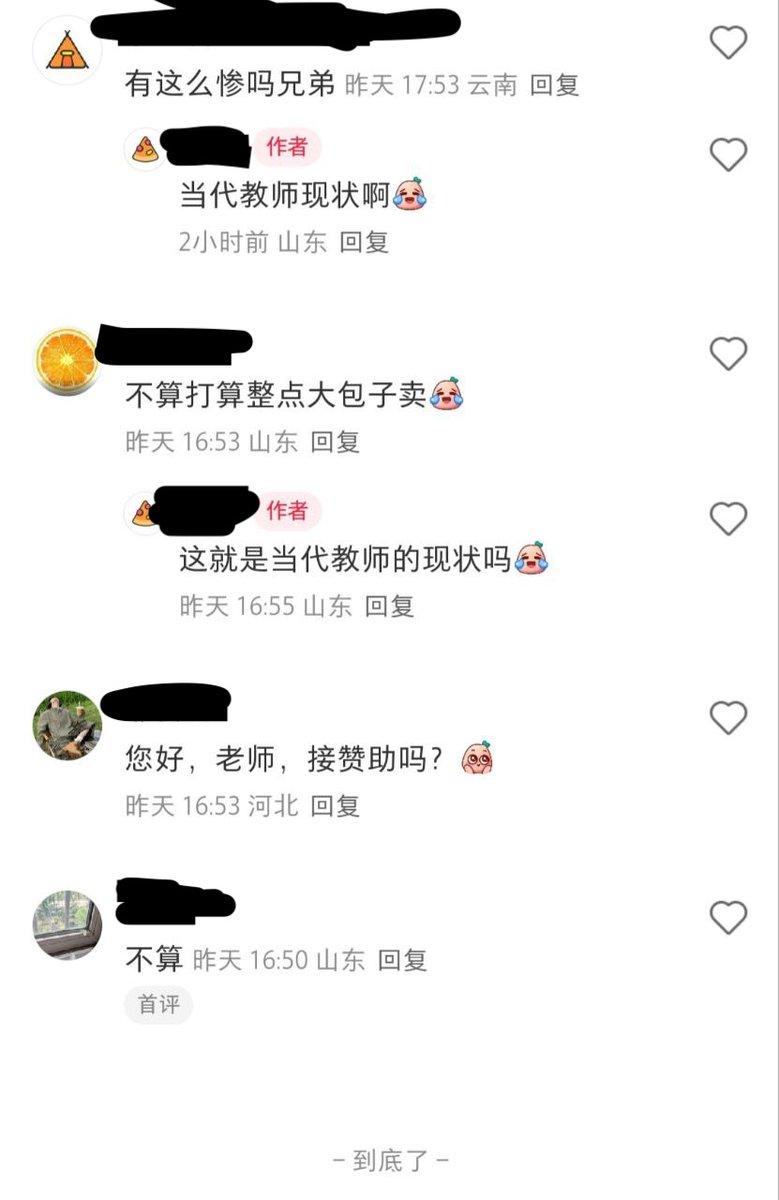 有这么惨吗兄弟 昨天 17:53 云南 回复
作者
当代教师现状啊
2小时前 山东 回复
不算打算整点大包子卖
昨天 16:53 山东 回复
作者
这就是当代教师的现状吗
昨天 16:55 山东 回复
您好，老师，接赞助吗？
昨天 16:53 河北 回复
不算 昨天 16:50 山东 回复
首评
- 到底了 -